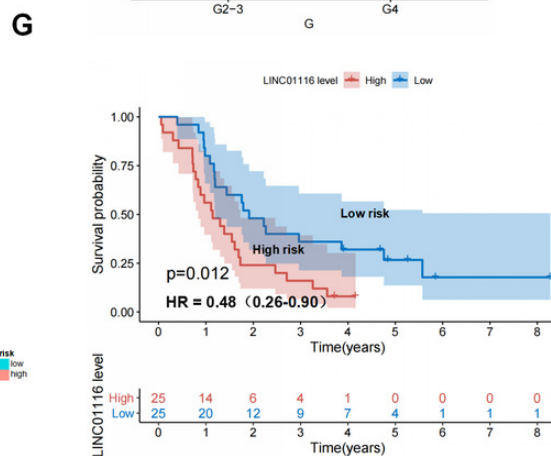 G2-3 G4
G
G
LINC01116 level High Low
1.00
0.75
0.50
0.25
0.00
Survival probability
Low risk
High risk
p=0.012
HR = 0.48（0.26-0.90）
0 1 2 3 4 5 6 7 8
Time(years)
risk
low
high
LINC01116 level
High 25 14 6 4 1 0 0 0 0
Low 25 20 12 9 7 4 1 1 1
0 1 2 3 4 5 6 7 8
Time(years)